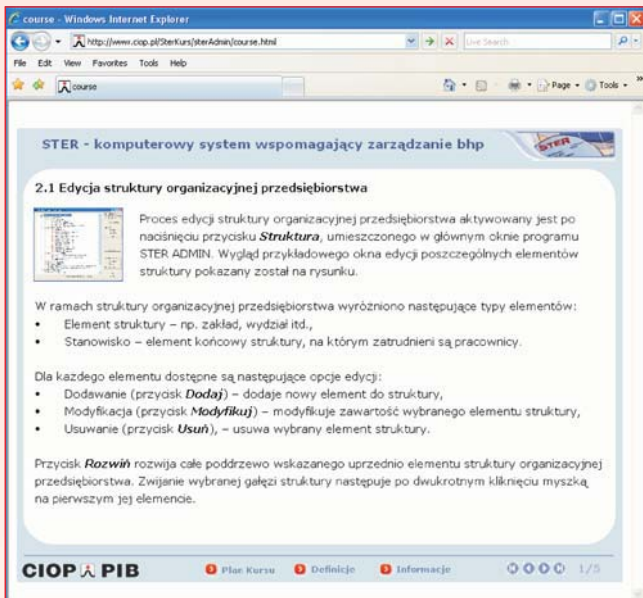 course - Windows Internet Explorer
http://www.ciop.pl/SterKurs/sterAdmin/course.html
Live Search
File Edit View Favorites Tools Help
course
Page Tools »
STER - komputerowy system wspomagający zarządzanie bhp
STER
2.1 Edycja struktury organizacyjnej przedsiębiorstwa
Proces edycji struktury organizacyjnej przedsiębiorstwa aktywowany jest po
naciśnięciu przycisku Struktura, umieszczonego w głównym oknie programu
STER ADMIN. Wygląd przykładowego okna edycji poszczególnych elementów
struktury pokazany został na rysunku.
W ramach struktury organizacyjnej przedsiębiorstwa wyróżniono następujące typy elementów:
• Element struktury – np. zakład, wydział itd.,
• Stanowisko – element końcowy struktury, na którym zatrudnieni są pracownicy.
Dla każdego elementu dostępne są następujące opcje edycji:
• Dodawanie (przycisk Dodaj) – dodaje nowy element do struktury,
• Modyfikacja (przycisk Modyfikuj) – modyfikuje zawartość wybranego elementu struktury,
• Usuwanie (przycisk Usuń), – usuwa wybrany element struktury.
Przycisk Rozwiń rozwija całe poddrzewo wskazanego uprzednio elementu struktury organizacyjnej
przedsiębiorstwa. Zwijanie wybranej gałęzi struktury następuje po dwukrotnym kliknięciu myszką
na pierwszym jej elemencie.
CIOP PIB Plan Kursu Definicje Informacje 1/5